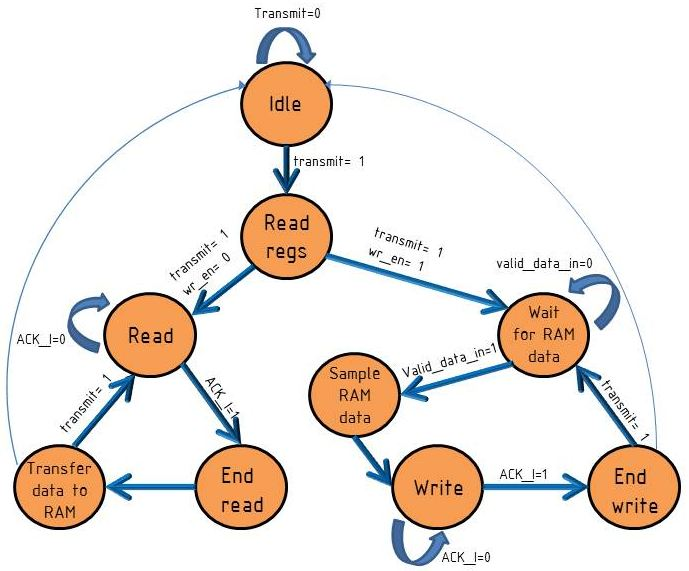 Transmit=0
Idle
transmit= 1
Read
regs
transmit= 1
wr_en= 0
transmit= 1
wr_en= 1
valid_data_in=0
ACK_I=0
Read
Wait
for RAM
data
Valid_data_in=1
Sample
RAM
data
ACK_I=1
transmit= 1
transmit= 1
Transfer
data to
RAM
End
read
Write
ACK_I=1
End
write
ACK_I=0